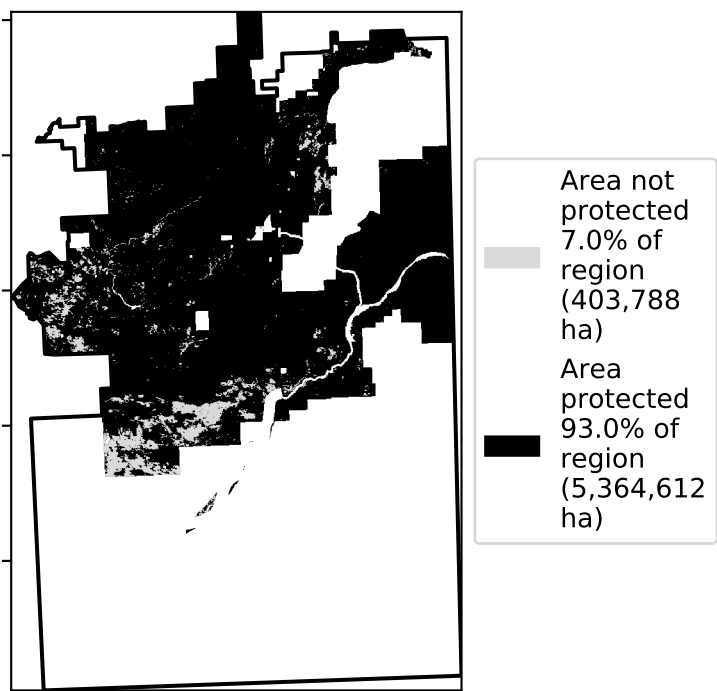 Area not
protected
7.0% of
region
(403,788
ha)
Area
protected
93.0% of
region
(5,364,612
ha)